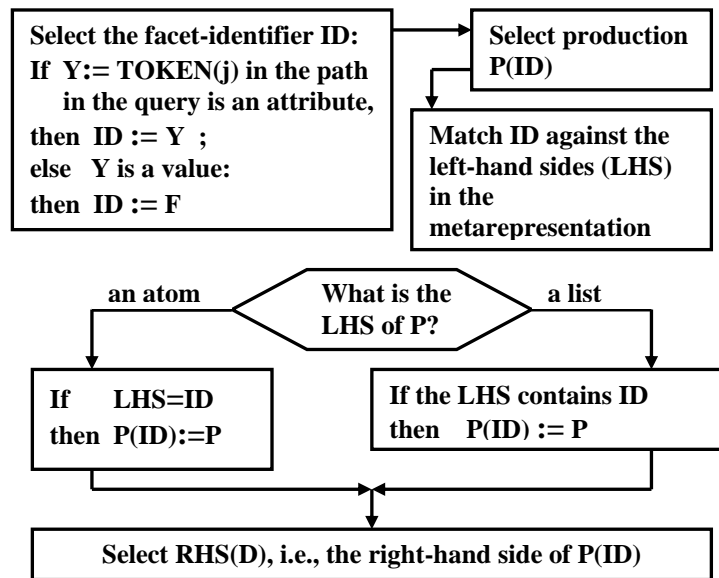 Select the facet-identifier ID:
If Y:= TOKEN(j) in the path
in the query is an attribute,
then ID := Y ;
else Y is a value:
then ID := F
Select production
P(ID)
Match ID against the
left-hand sides (LHS)
in the
metarepresentation
an atom
What is the
LHS of P?
a list
If LHS=ID
then P(ID):=P
If the LHS contains ID
then P(ID) := P
Select RHS(D), i.e., the right-hand side of P(ID)